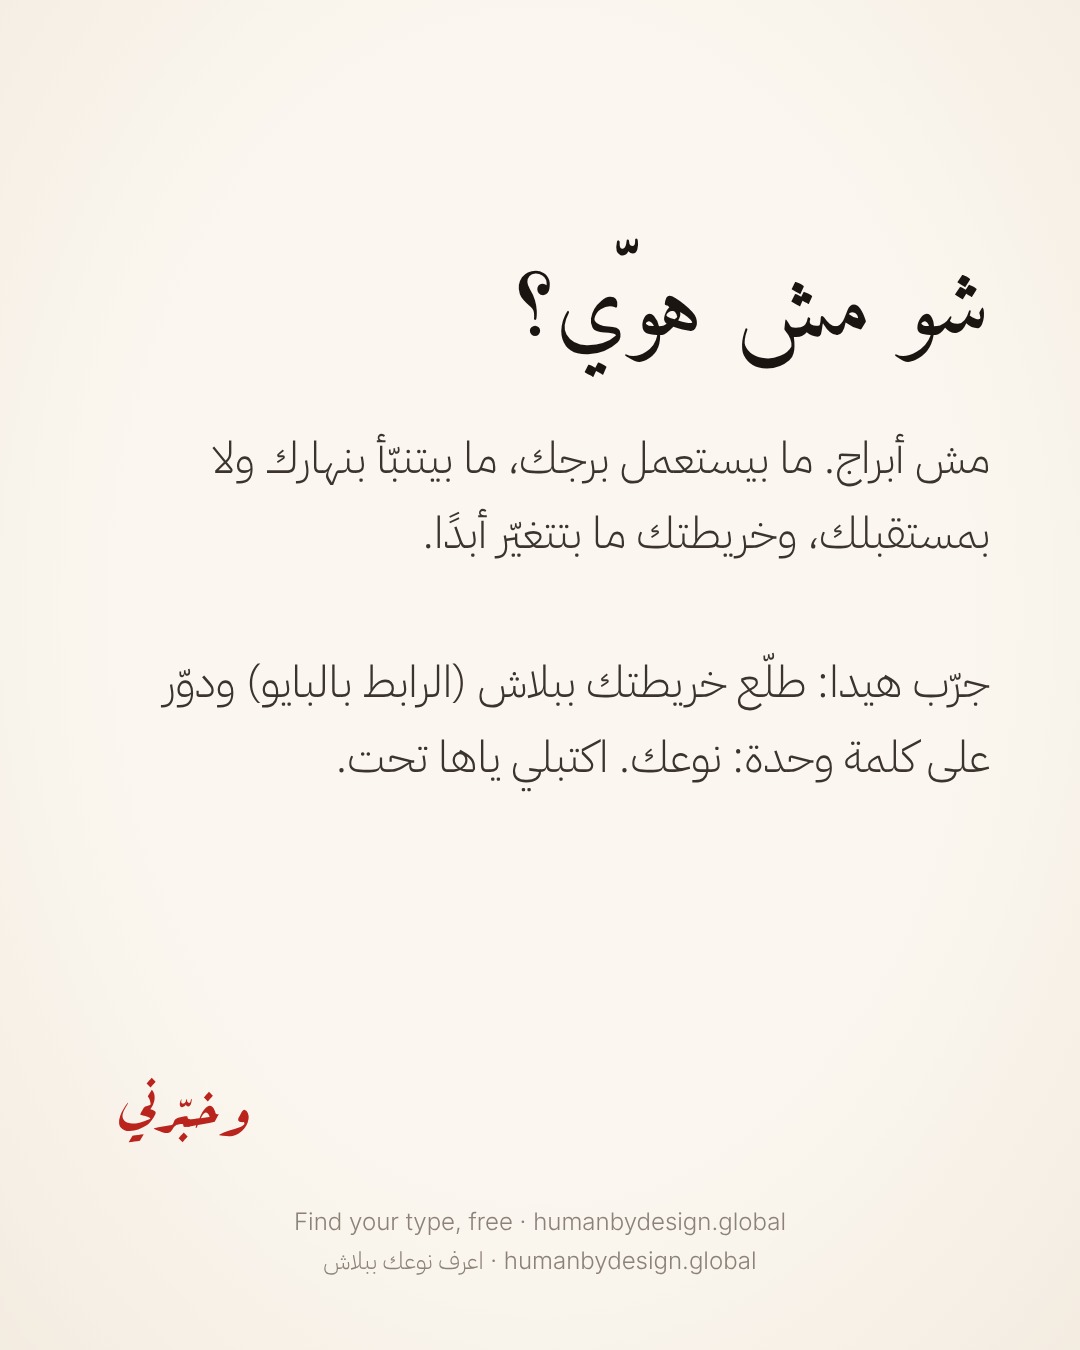 شو مش هويّ؟
مش أبراج. ما بيستعمل برجك، ما بيتنبّأ بنهارك ولا
بمستقبلك، وخريطتك ما بتتغيّر أبدًا.
جرّب هيدا: طلّع خريطتك ببلاش (الرابط بالبايو) ودوّر
على كلمة وحدة: نوعك. اكتبلي ياها تحت.
وخبّرني
Find your type, free · humanbydesign.global
اعرف نوعك ببلاش · humanbydesign.global